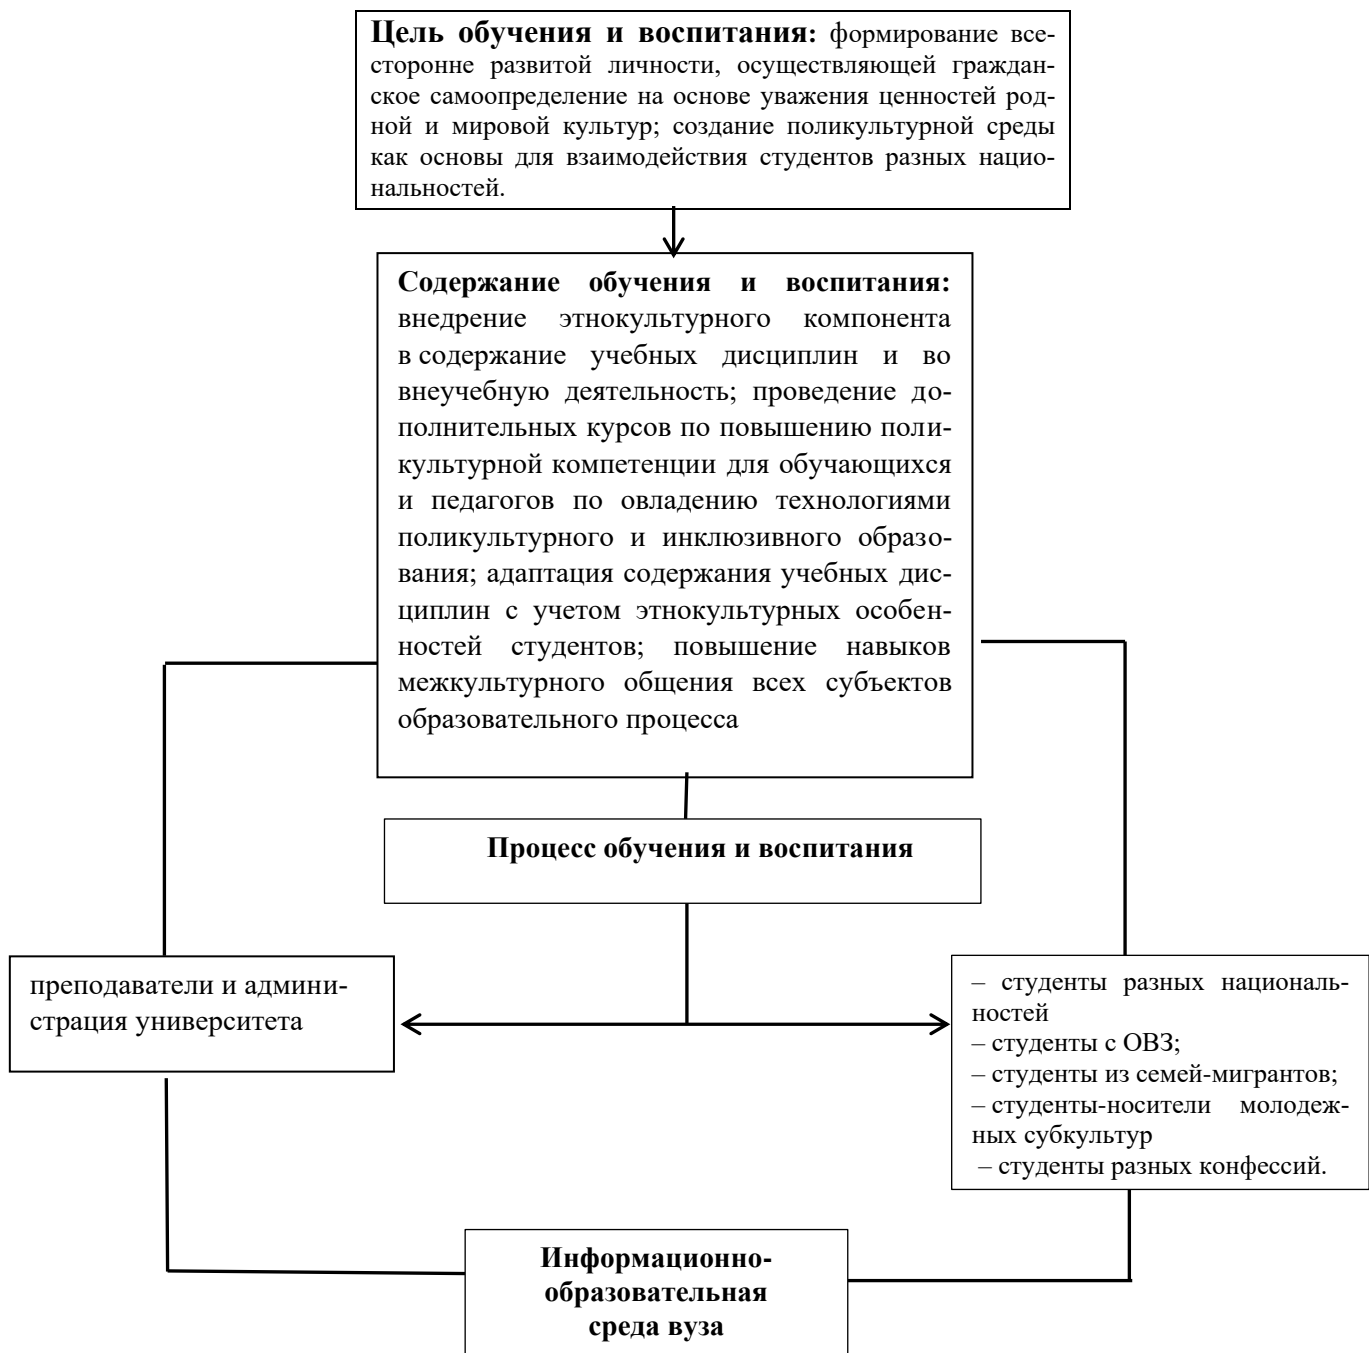 Цель обучения и воспитания: формирование все-
сторонне развитой личности, осуществляющей граждан-
ское самоопределение на основе уважения ценностей род-
ной и мировой культур; создание поликультурной среды
как основы для взаимодействия студентов разных нацио-
нальностей.
Содержание обучения и воспитания:
внедрение этнокультурного компонента
в содержание учебных дисциплин и во
внеучебную деятельность; проведение до-
полнительных курсов по повышению поли-
культурной компетенции для обучающихся
и педагогов по овладению технологиями
поликультурного и инклюзивного образо-
вания; адаптация содержания учебных дис-
циплин с учетом этнокультурных особен-
ностей студентов; повышение навыков
межкультурного общения всех субъектов
образовательного процесса
Процесс обучения и воспитания
преподаватели и админи-
страция университета
– студенты разных националь-
ностей
– студенты с ОВЗ;
– студенты из семей-мигрантов;
– студенты-носители молодеж-
ных субкультур
– студенты разных конфессий.
Информационно-
образовательная
среда вуза